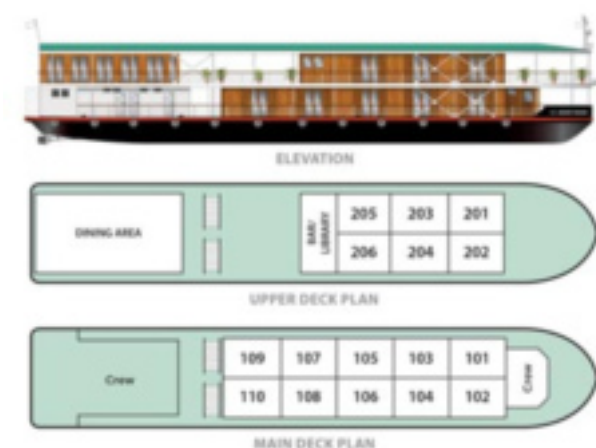 ELEVATION
DINING AREA
BAR/
LIBRARY
205 203 201
206 204 202
UPPER DECK PLAN
Crew
109 107 105 103 101
110 108 106 104 102
Crew
MAIN DECK PLAN